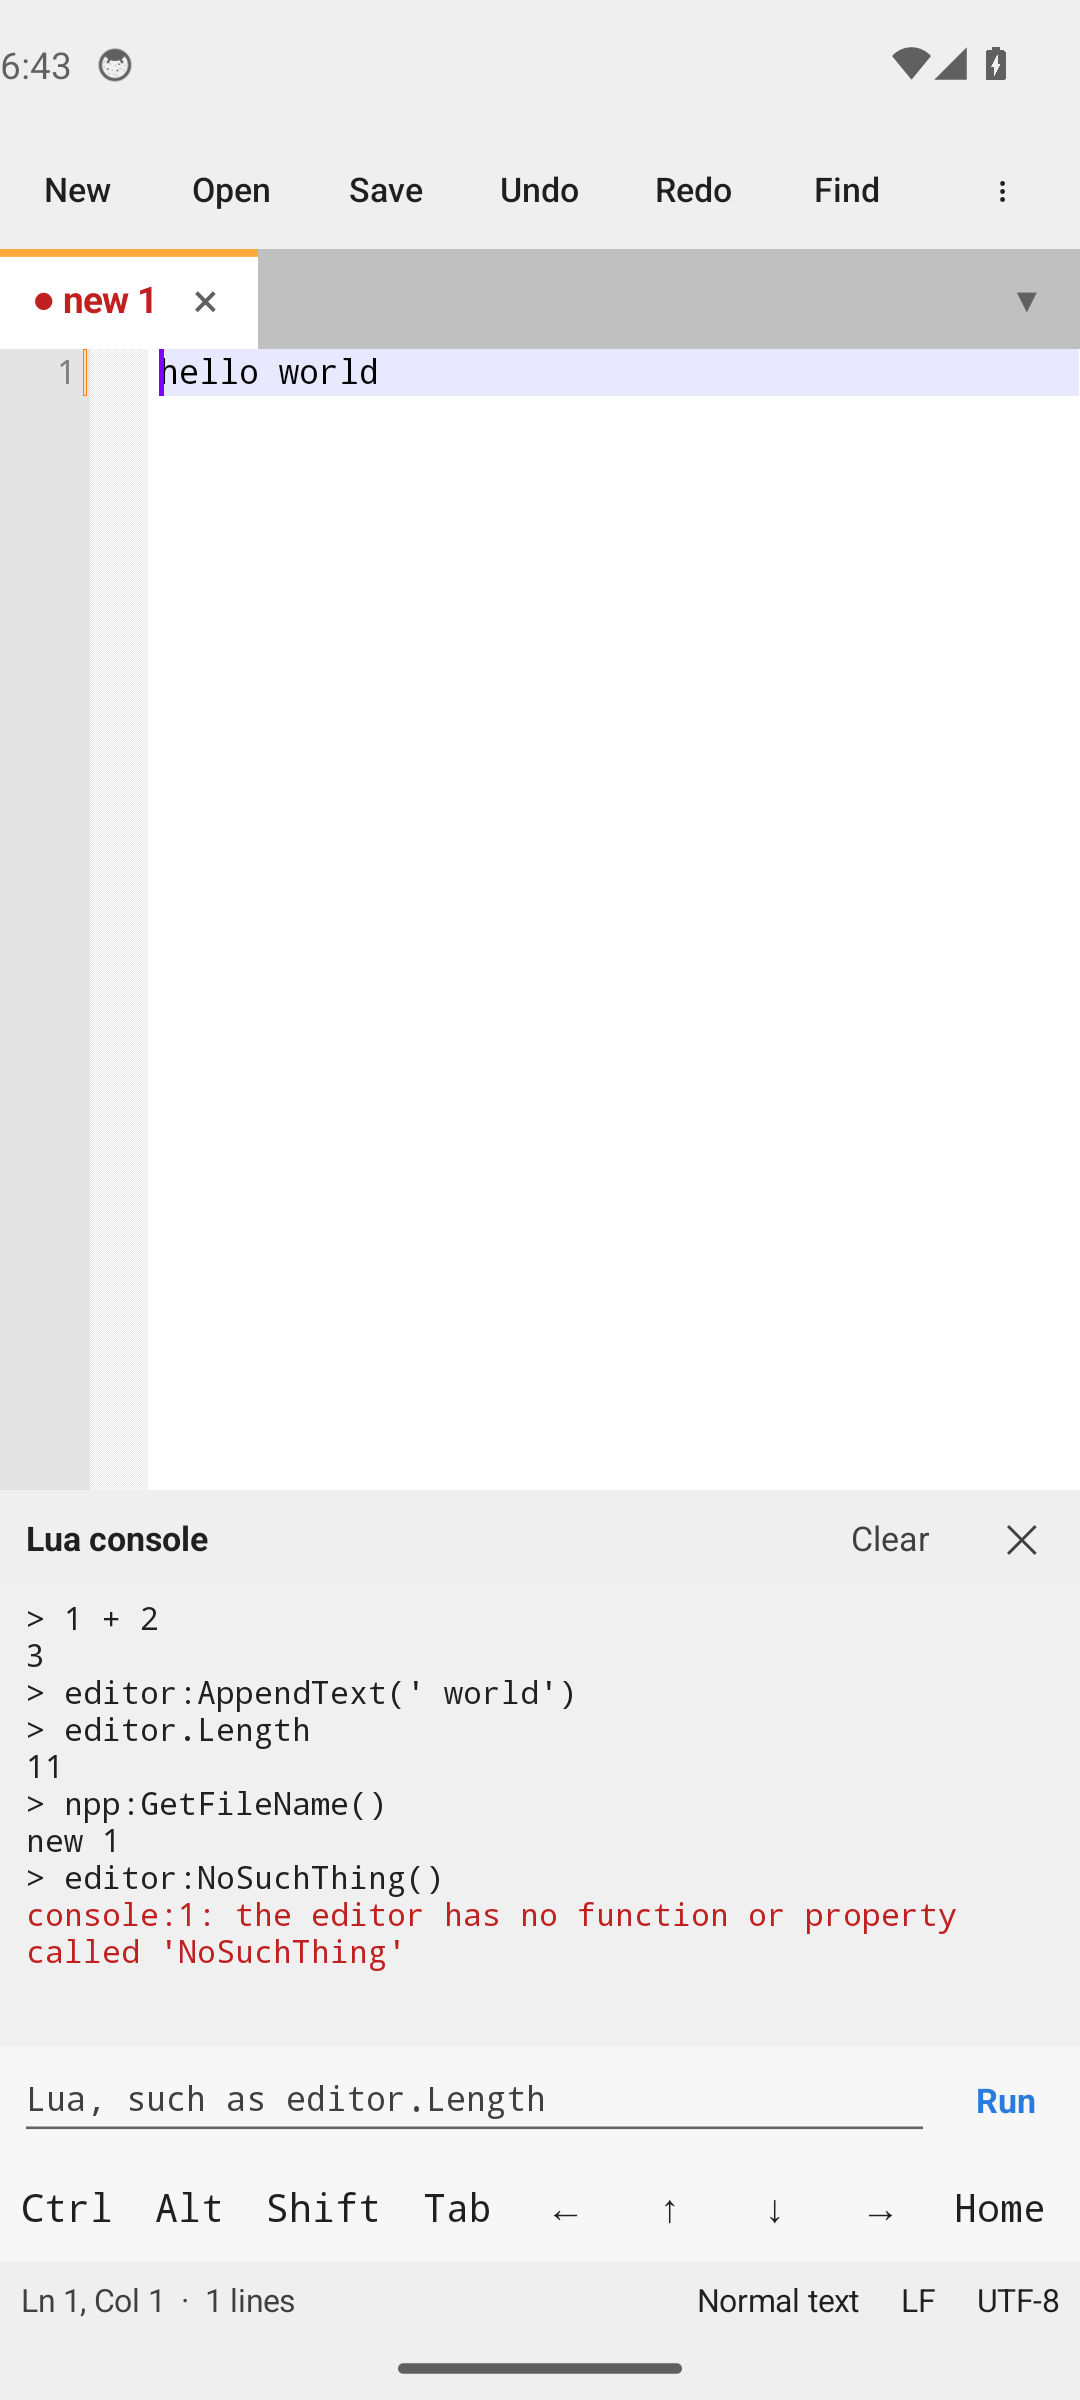 6:43
New Open Save Undo Redo Find
new 1
1 hello world
Lua console Clear
> 1 + 2
3
> editor:AppendText(' world')
> editor.Length
11
> npp:GetFileName()
new 1
> editor:NoSuchThing()
console:1: the editor has no function or property
called 'NoSuchThing'
Lua, such as editor.Length Run
Ctrl Alt Shift Tab ← ↑ ↓ → Home
Ln 1, Col 1 · 1 lines Normal text LF UTF-8